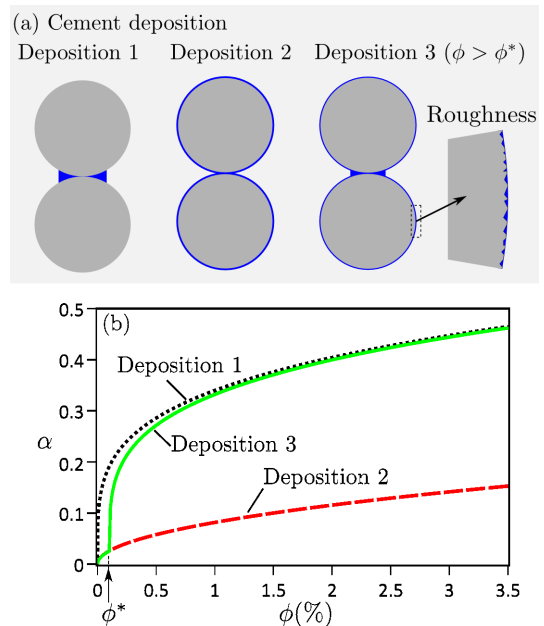 (a) Cement deposition
Deposition 1 Deposition 2 Deposition 3 (ϕ > ϕ*)
Roughness
(b)
0.5
0.4
0.3
0.2
0.1
0
α
Deposition 1
Deposition 3
Deposition 2
0 0.5 1 1.5 2 2.5 3 3.5
ϕ* ϕ(%)